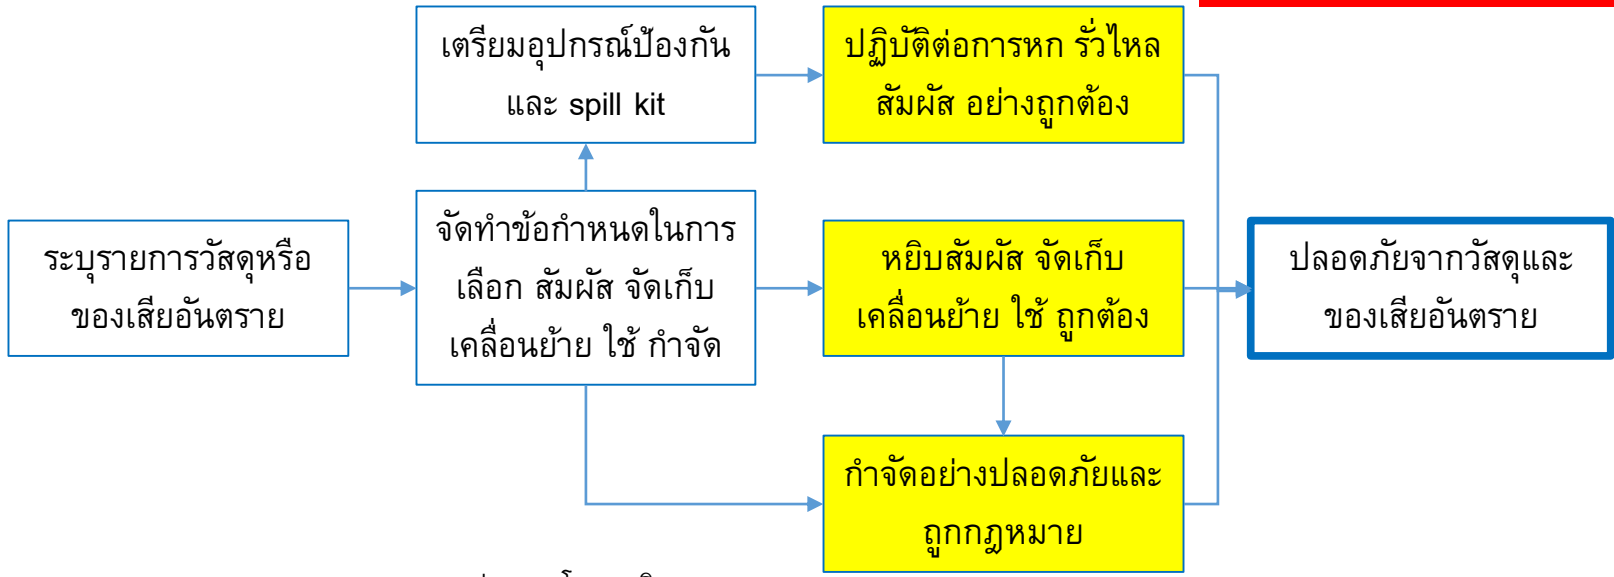 เตรียมอุปกรณ์ป้องกัน
และ spill kit
ปฏิบัติต่อการหก รั่วไหล
สัมผัส อย่างถูกต้อง
ระบุรายการวัสดุหรือ
ของเสียอันตราย
จัดทำข้อกำหนดในการ
เลือก สัมผัส จัดเก็บ
เคลื่อนย้าย ใช้ กำจัด
หยิบสัมผัส จัดเก็บ
เคลื่อนย้าย ใช้ ถูกต้อง
ปลอดภัยจากวัสดุและ
ของเสียอันตราย
กำจัดอย่างปลอดภัยและ
ถูกกฎหมาย